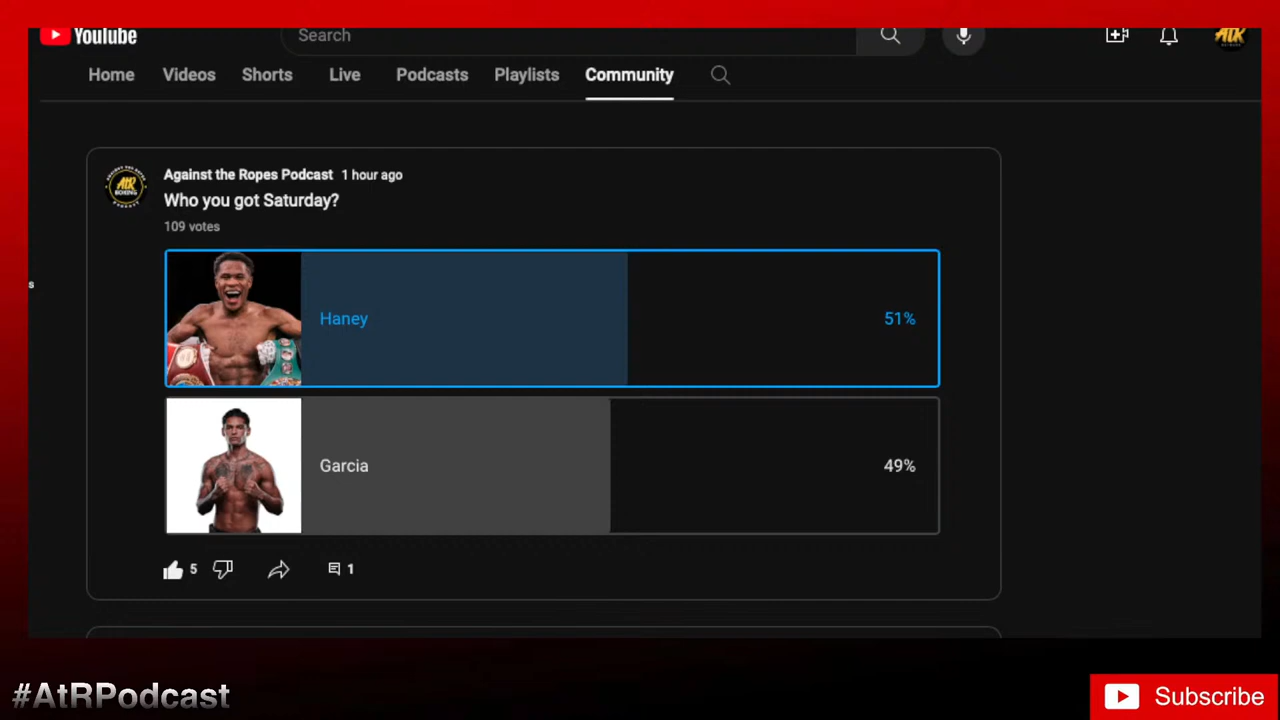 YouTube
Search
Home Videos Shorts Live Podcasts Playlists Community
Against the Ropes Podcast 1 hour ago
Who you got Saturday?
109 votes
s
Haney 51%
Garcia 49%
5 1
#AtRPodcast
Subscribe